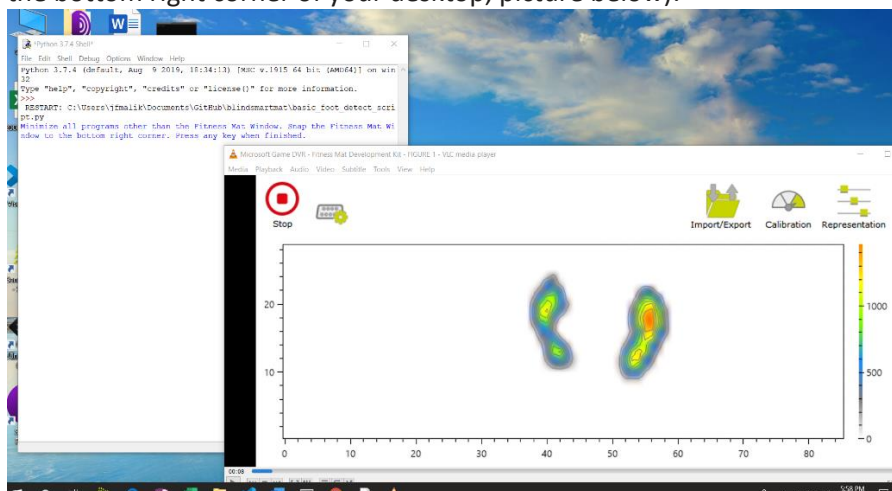 the bottom right corner of your desktop, picture below).
*Python 3.7.4 Shell*
File Edit Shell Debug Options Window Help
Python 3.7.4 (default, Aug 9 2019, 18:34:13) [MSC v.1915 64 bit (AMD64)] on win
32
Type "help", "copyright", "credits" or "license()" for more information.
>>>
RESTART: C:\Users\jfmalik\Documents\GitHub\blindsmartmat\basic_foot_detect_scri
pt.py
Minimize all programs other than the Fitness Mat Window. Snap the Fitness Mat Wi
ndow to the bottom right corner. Press any key when finished.
Microsoft Game DVR - Fitness Mat Development Kit - FIGURE 1 - VLC media player
Media Playback Audio Video Subtitle Tools View Help
Stop
Import/Export Calibration Representation
20
10
0 10 20 30 40 50 60 70 80
1000
500
0
00:08
5:58 PM